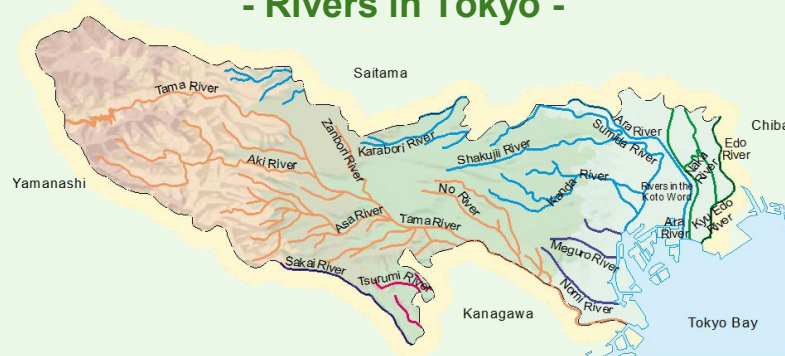 - Rivers in Tokyo -
Saitama
Chiba
Yamanashi
Kanagawa
Tokyo Bay
Tama River
Zanbori River
Karabori River
Shakujii River
Ara River
Sumida River
Edo
River
Naka
River
Aki River
No River
Kanda River
Rivers in the
Koto Word
Asa River
Tama River
Ara
River
Kyu Edo
River
Sakai River
Tsurumi River
Meguro River
Nomi River